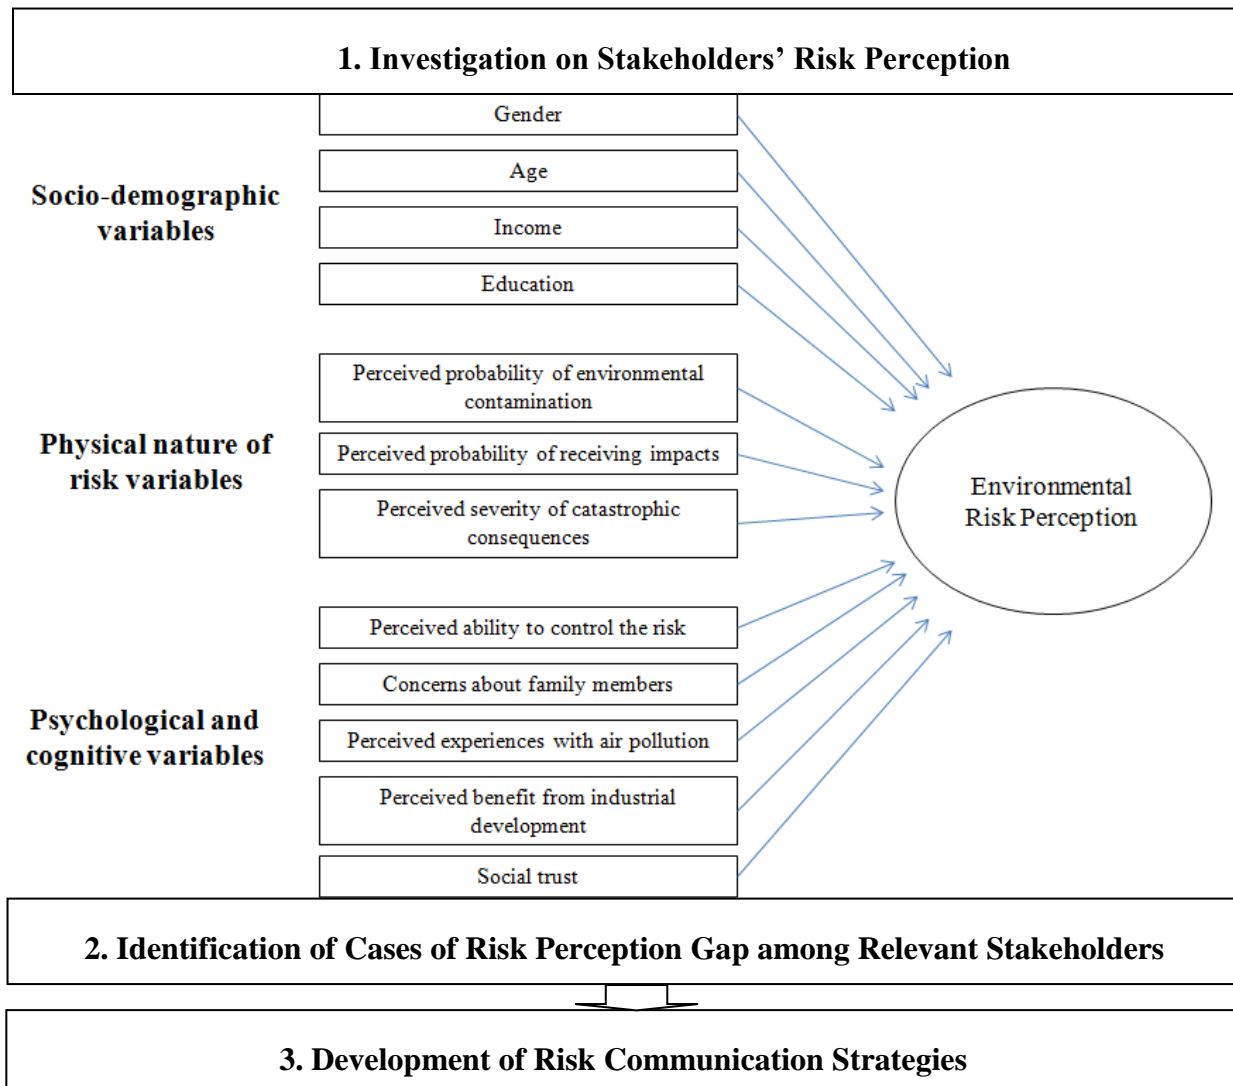 1. Investigation on Stakeholders’ Risk Perception
Socio-demographic
variables
Gender
Age
Income
Education
Physical nature of
risk variables
Perceived probability of environmental
contamination
Perceived probability of receiving impacts
Perceived severity of catastrophic
consequences
Psychological and
cognitive variables
Perceived ability to control the risk
Concerns about family members
Perceived experiences with air pollution
Perceived benefit from industrial
development
Social trust
Environmental
Risk Perception
2. Identification of Cases of Risk Perception Gap among Relevant Stakeholders
3. Development of Risk Communication Strategies